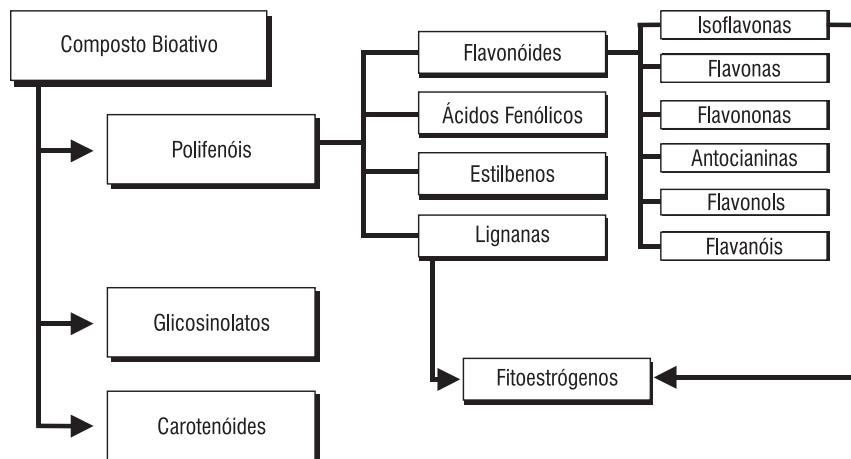 Composto Bioativo
Polifenóis
Glicosinolatos
Carotenóides
Flavonóides
Ácidos Fenólicos
Estilbenos
Lignanas
Isoflavonas
Flavonas
Flavononas
Antocianinas
Flavonols
Flavanóis
Fitoestrógenos